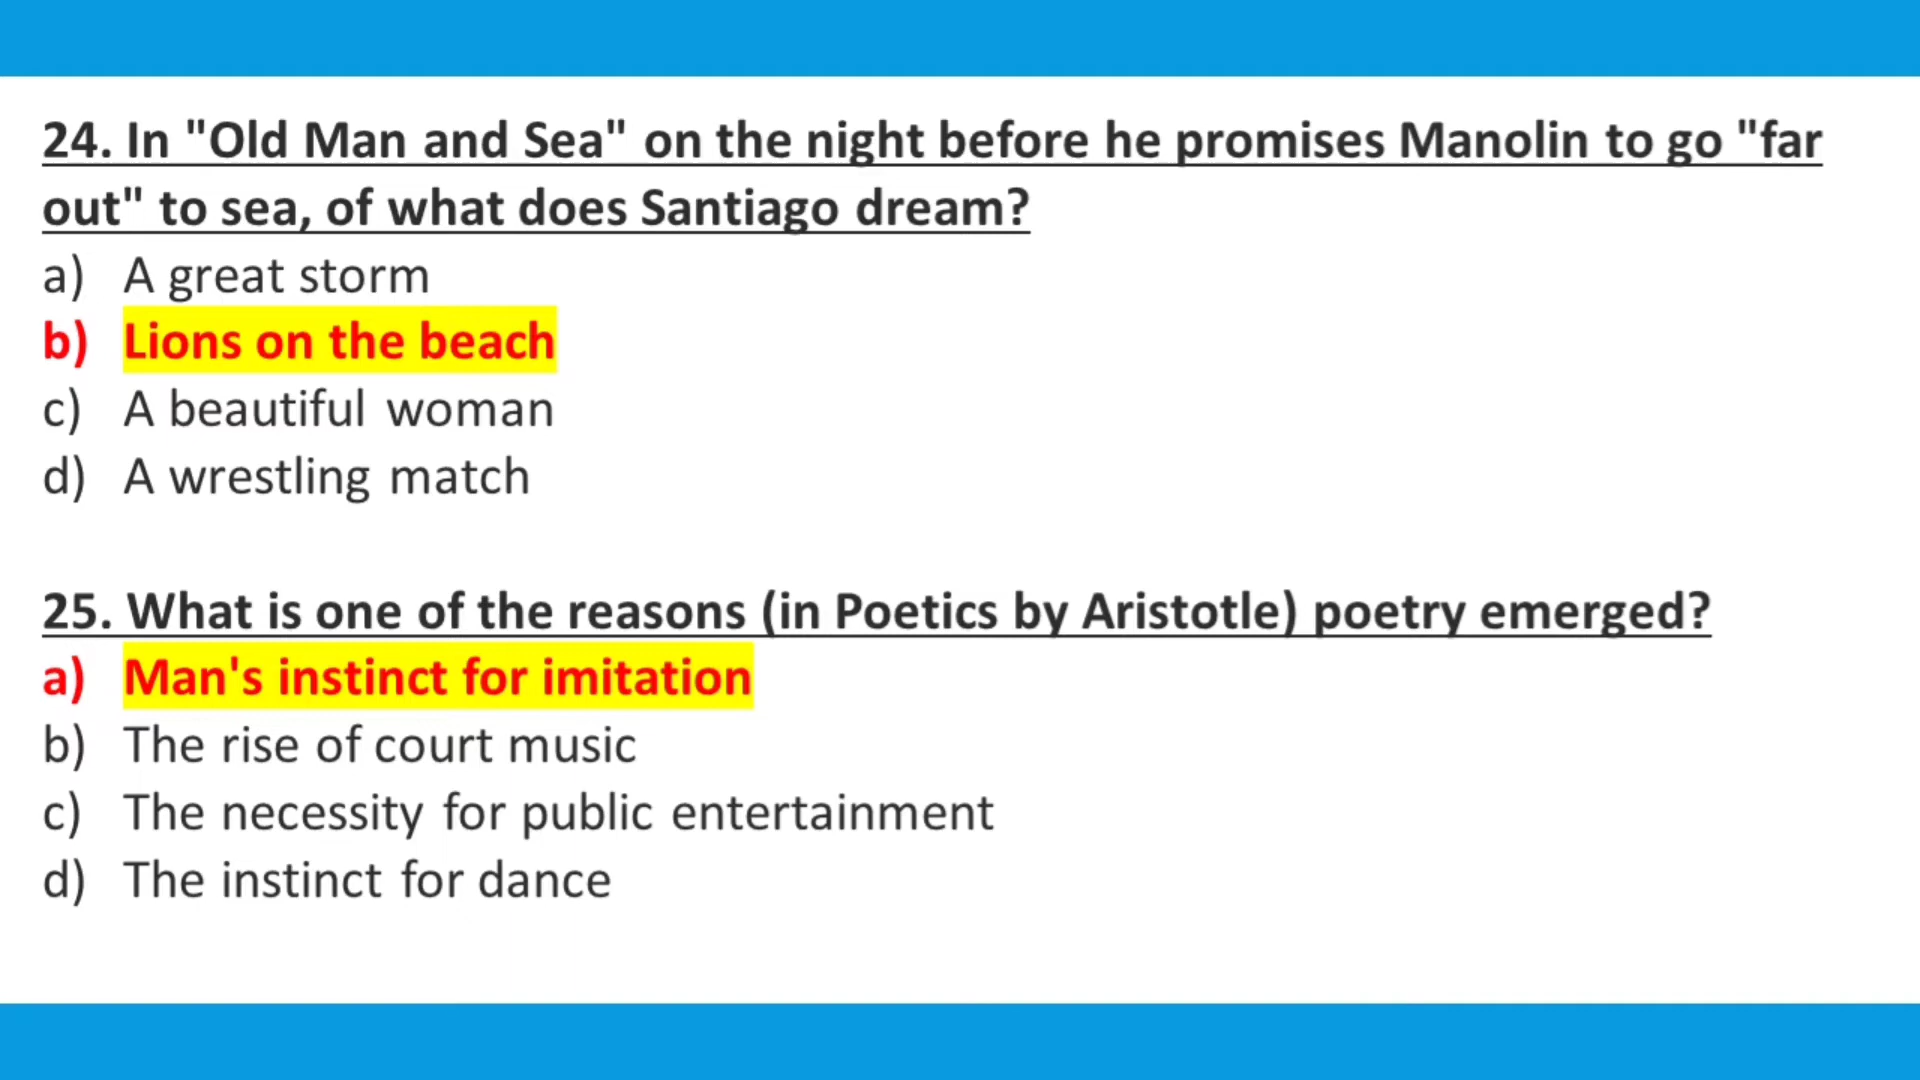 24. In "Old Man and Sea" on the night before he promises Manolin to go "far
out" to sea, of what does Santiago dream?
a) A great storm
b) Lions on the beach
c) A beautiful woman
d) A wrestling match
25. What is one of the reasons (in Poetics by Aristotle) poetry emerged?
a) Man's instinct for imitation
b) The rise of court music
c) The necessity for public entertainment
d) The instinct for dance